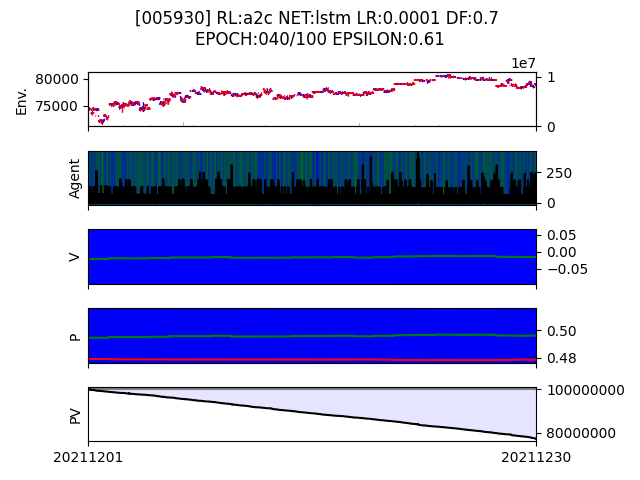 [005930] RL:a2c NET:lstm LR:0.0001 DF:0.7
EPOCH:040/100 EPSILON:0.61
1e7
Env.
80000
75000
1
0
Agent
250
0
V
0.05
0.00
−0.05
P
0.50
0.48
PV
100000000
80000000
20211201
20211230